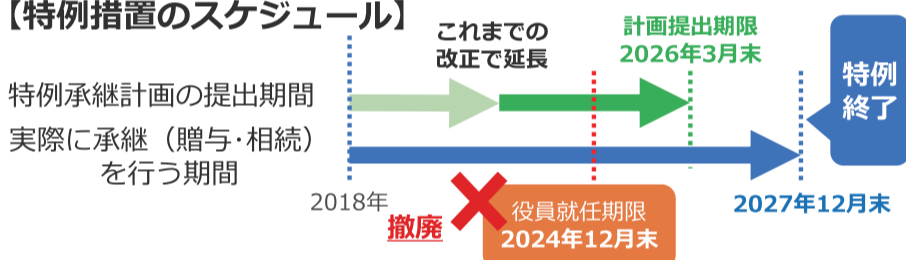 【特例措置のスケジュール】
これまでの
改正で延長
計画提出期限
2026年3月末
特例
終了
特例承継計画の提出期間
実際に承継（贈与･相続）
を行う期間
2018年
撤廃
役員就任期限
2024年12月末
2027年12月末